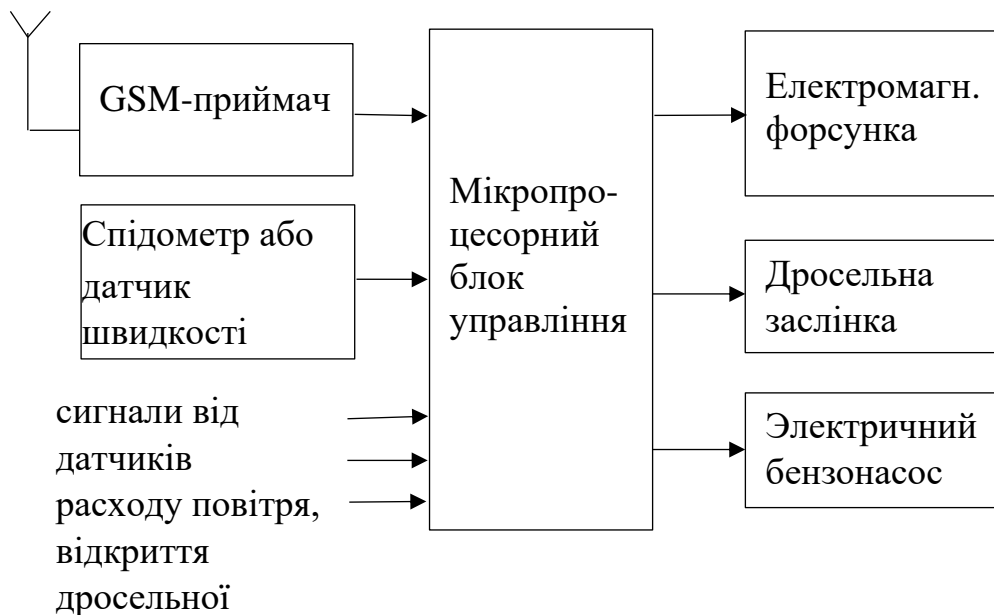 GSM-приймач
Спідометр або
датчик
швидкості
сигнали від
датчиків
расходу повітря,
відкриття
дросельної
Мікропро-
цесорний
блок
управління
Електромагн.
форсунка
Дросельна
заслінка
Электричний
бензонасос